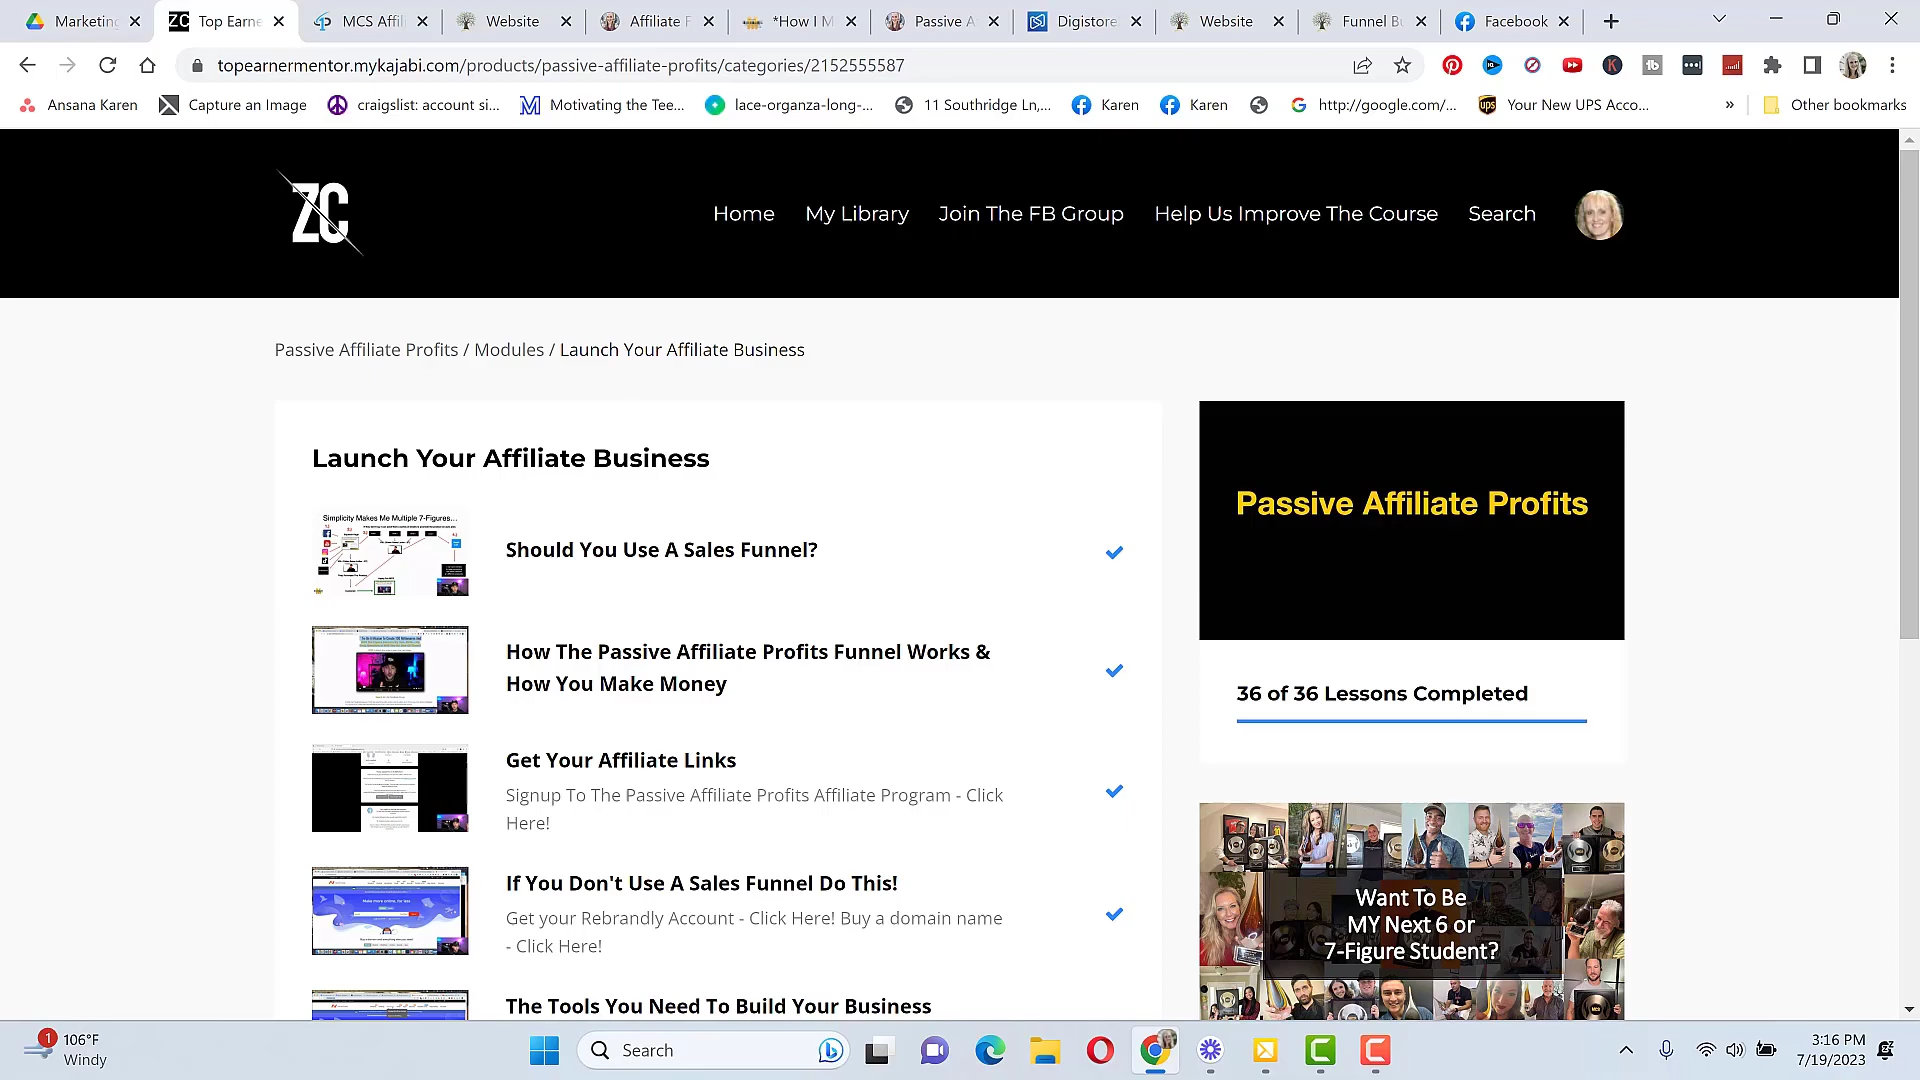 Marketing
Top Earne
MCS Affil
Website
Affiliate F
*How I M
Passive A
Digistore
Website
Funnel Bu
Facebook
topearnermentor.mykajabi.com/products/passive-affiliate-profits/categories/2152555587
Ansana Karen
Capture an Image
craigslist: account si...
Motivating the Tee...
lace-organza-long-...
11 Southridge Ln,...
Karen
Karen
http://google.com/...
Your New UPS Acco...
»
Other bookmarks
ZC
Home
My Library
Join The FB Group
Help Us Improve The Course
Search
Passive Affiliate Profits / Modules / Launch Your Affiliate Business
Launch Your Affiliate Business
Simplicity Makes Me Multiple 7-Figures...
Should You Use A Sales Funnel?
How The Passive Affiliate Profits Funnel Works &
How You Make Money
Get Your Affiliate Links
Signup To The Passive Affiliate Profits Affiliate Program - Click
Here!
If You Don't Use A Sales Funnel Do This!
Get your Rebrandly Account - Click Here! Buy a domain name
- Click Here!
The Tools You Need To Build Your Business
Passive Affiliate Profits
36 of 36 Lessons Completed
Want To Be
MY Next 6 or
7-Figure Student?
1
106°F
Windy
Search
3:16 PM
7/19/2023